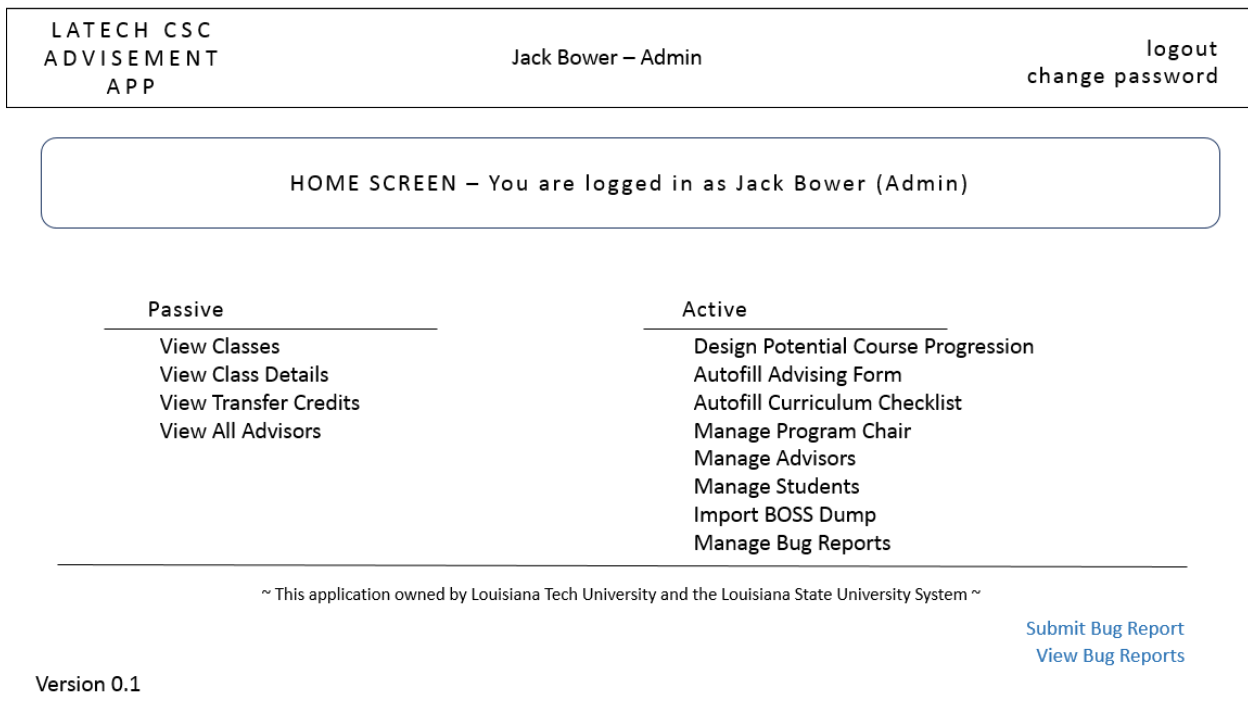 LATECH CSC
ADVISEMENT
APP
Jack Bower – Admin
logout
change password
HOME SCREEN – You are logged in as Jack Bower (Admin)
Passive
View Classes
View Class Details
View Transfer Credits
View All Advisors
Active
Design Potential Course Progression
Autofill Advising Form
Autofill Curriculum Checklist
Manage Program Chair
Manage Advisors
Manage Students
Import BOSS Dump
Manage Bug Reports
~ This application owned by Louisiana Tech University and the Louisiana State University System ~
Submit Bug Report
View Bug Reports
Version 0.1